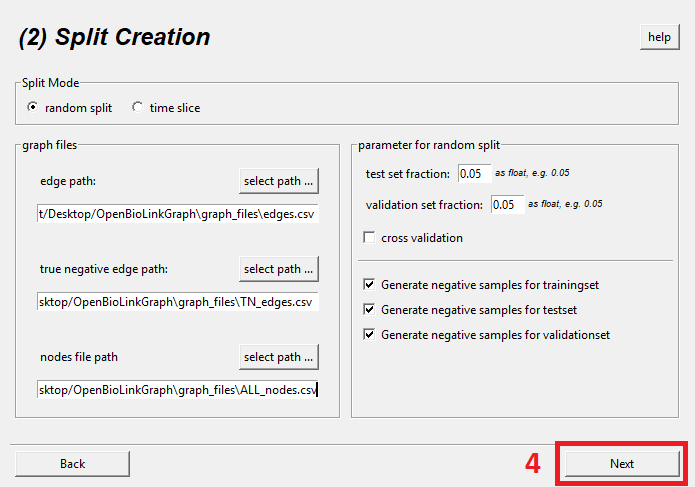 (2) Split Creation
help
Split Mode
random split
time slice
graph files
edge path:
select path ...
t/Desktop/OpenBioLinkGraph\graph_files\edges.csv
true negative edge path:
select path ...
sktop/OpenBioLinkGraph\graph_files\TN_edges.csv
nodes file path
select path ...
sktop/OpenBioLinkGraph\graph_files\ALL_nodes.csv
parameter for random split
test set fraction: 0.05 as float, e.g. 0.05
validation set fraction: 0.05 as float, e.g. 0.05
cross validation
Generate negative samples for trainingset
Generate negative samples for testset
Generate negative samples for validationset
Back
4
Next